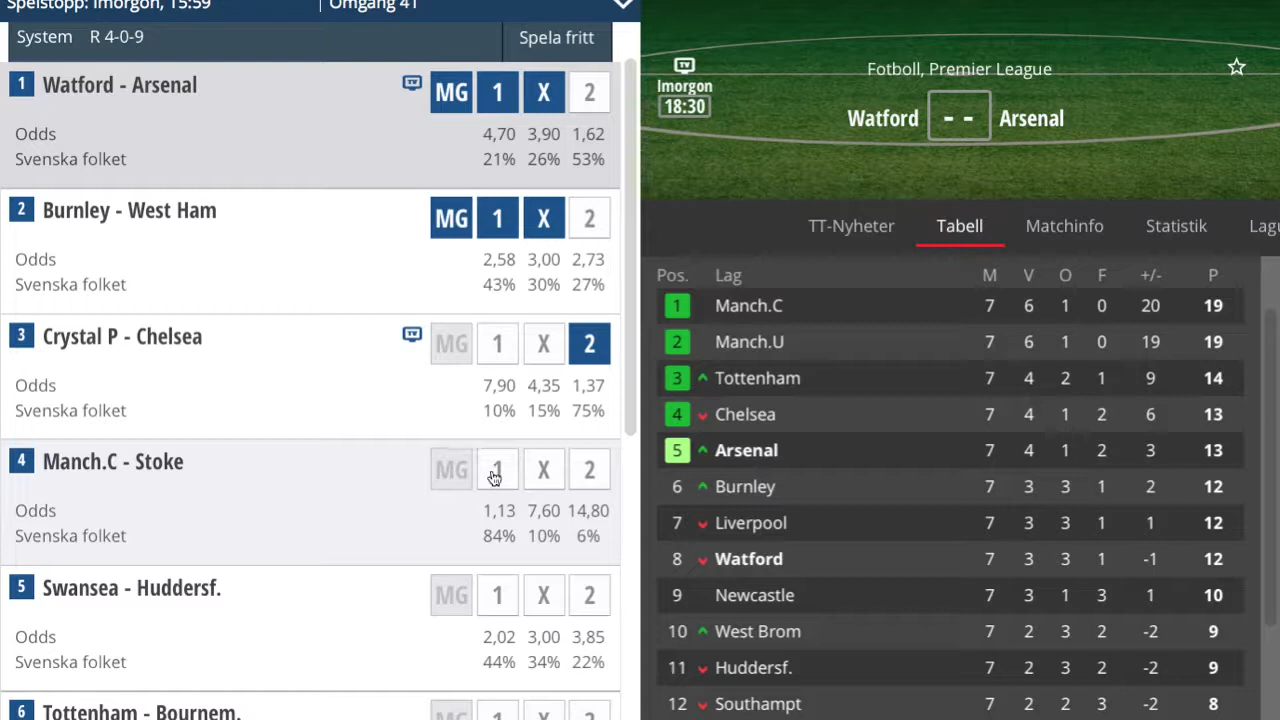 Spelstopp: Imorgon, 15:59 Omgång 41
System R 4-0-9 Spela fritt
1 Watford - Arsenal TV MG 1 X 2
Odds 4,70 3,90 1,62
Svenska folket 21% 26% 53%
2 Burnley - West Ham MG 1 X 2
Odds 2,58 3,00 2,73
Svenska folket 43% 30% 27%
3 Crystal P - Chelsea TV MG 1 X 2
Odds 7,90 4,35 1,37
Svenska folket 10% 15% 75%
4 Manch.C - Stoke MG 1 X 2
Odds 1,13 7,60 14,80
Svenska folket 84% 10% 6%
5 Swansea - Huddersf. MG 1 X 2
Odds 2,02 3,00 3,85
Svenska folket 44% 34% 22%
6 Tottenham - Bournem. MG 1 X 2
TV
Imorgon
18:30
Fotboll, Premier League
Watford - - Arsenal
TT-Nyheter Tabell Matchinfo Statistik Lagu
Pos. Lag M V O F +/- P
1 Manch.C 7 6 1 0 20 19
2 Manch.U 7 6 1 0 19 19
3 Tottenham 7 4 2 1 9 14
4 Chelsea 7 4 1 2 6 13
5 Arsenal 7 4 1 2 3 13
6 Burnley 7 3 3 1 2 12
7 Liverpool 7 3 3 1 1 12
8 Watford 7 3 3 1 -1 12
9 Newcastle 7 3 1 3 1 10
10 West Brom 7 2 3 2 -2 9
11 Huddersf. 7 2 3 2 -2 9
12 Southampt 7 2 2 3 -2 8